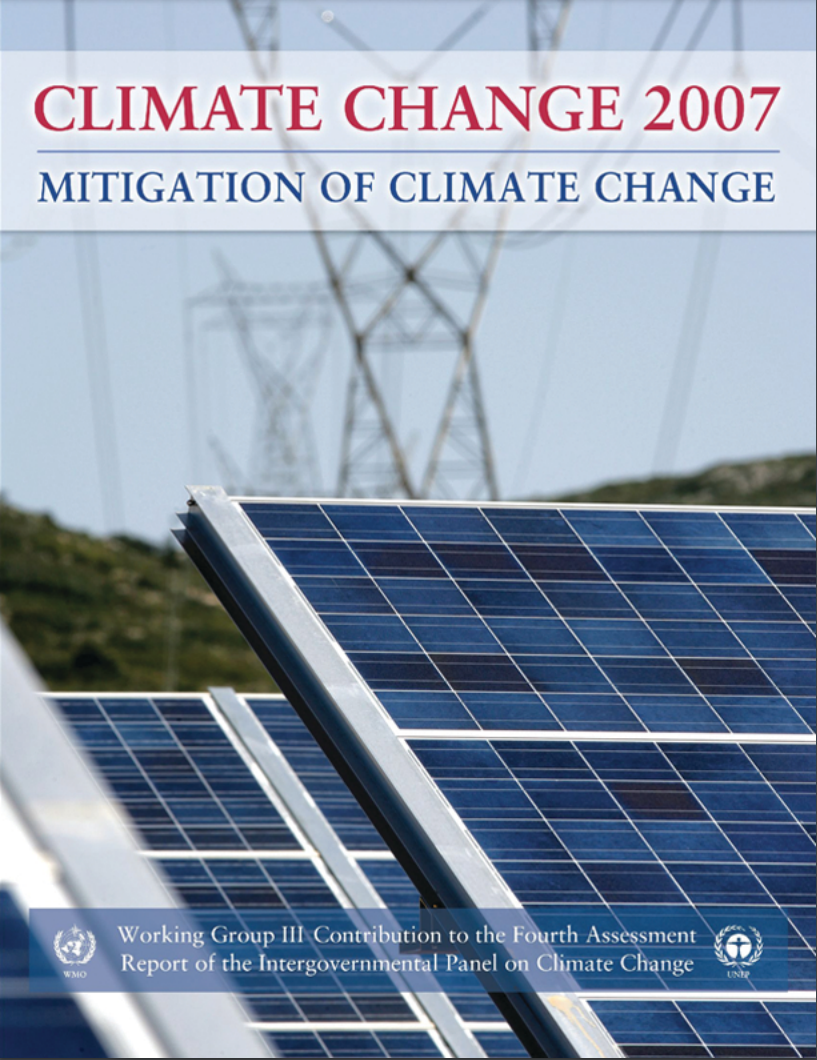 CLIMATE CHANGE 2007
MITIGATION OF CLIMATE CHANGE
Working Group III Contribution to the Fourth Assessment
Report of the Intergovernmental Panel on Climate Change
WMO
UNEP